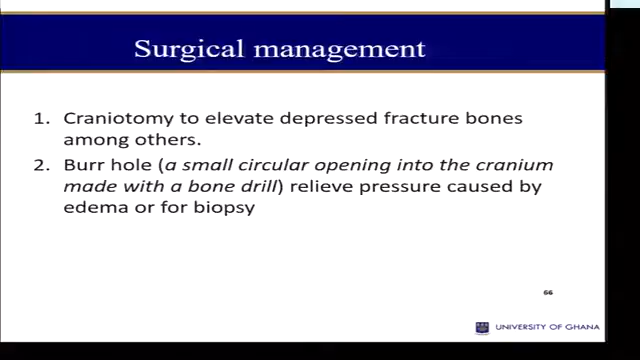 Surgical management
1. Craniotomy to elevate depressed fracture bones
among others.
2. Burr hole (a small circular opening into the cranium
made with a bone drill) relieve pressure caused by
edema or for biopsy
66
UNIVERSITY OF GHANA